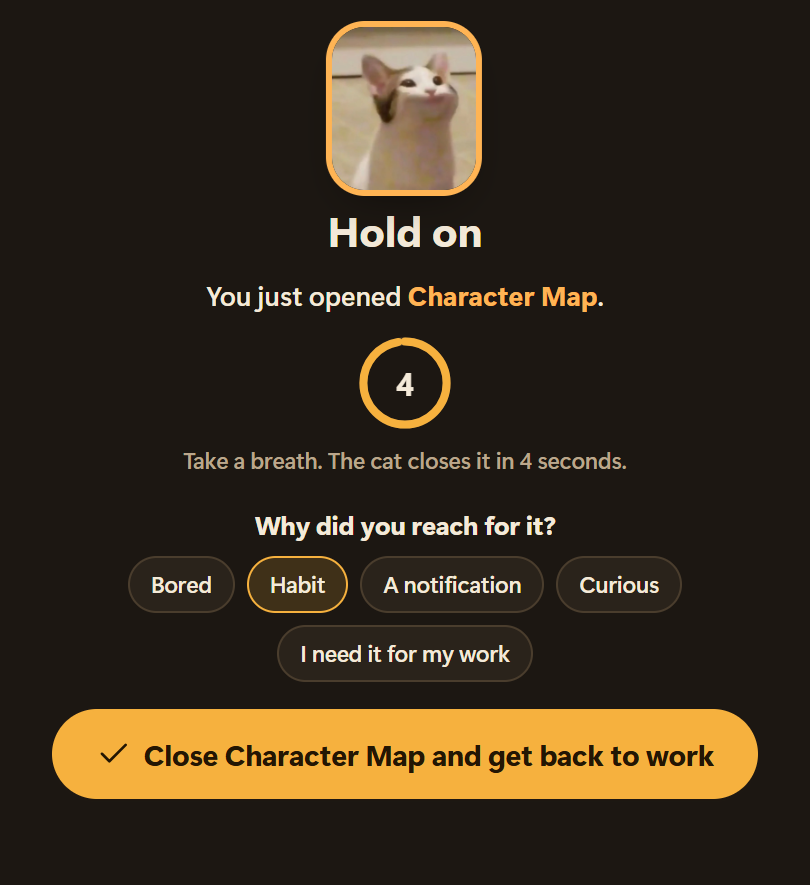 Hold on
You just opened Character Map.
4
Take a breath. The cat closes it in 4 seconds.
Why did you reach for it?
Bored
Habit
A notification
Curious
I need it for my work
Close Character Map and get back to work